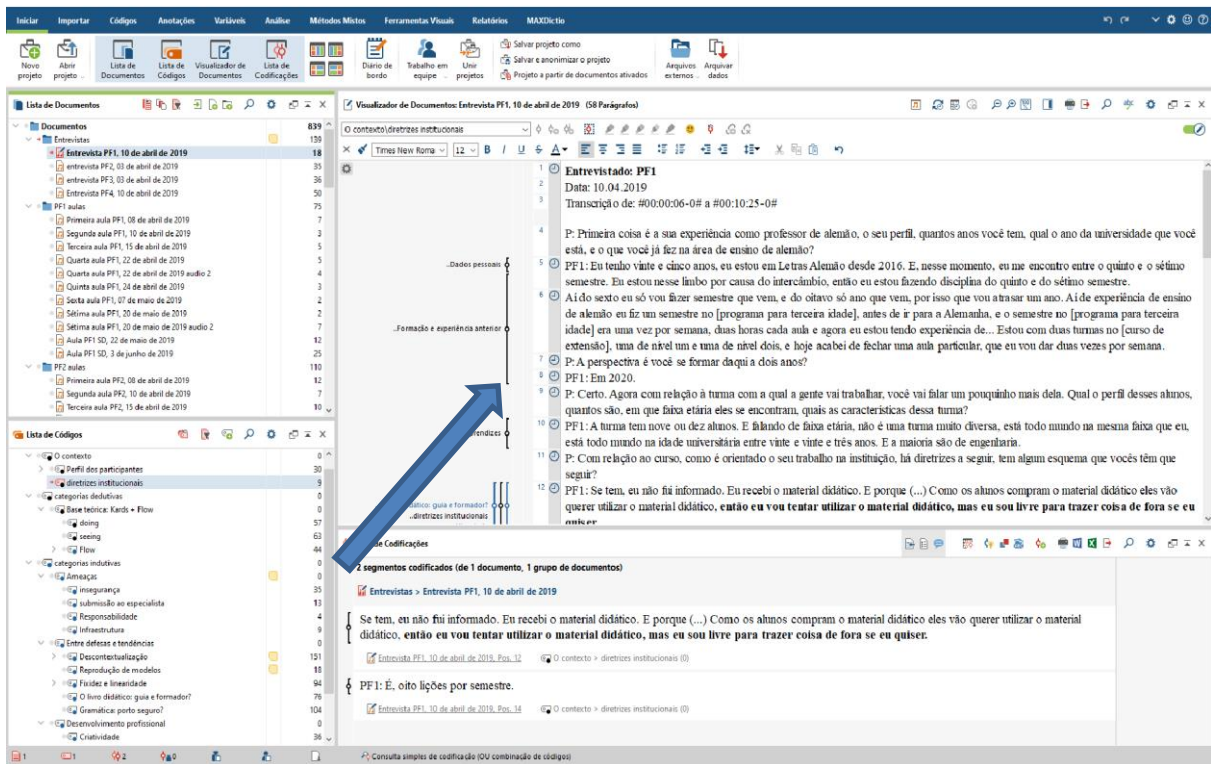 Iniciar Importar Códigos Anotações Variáveis Análise Métodos Mistos Ferramentas Visuais Relatórios MAXDictio
Novo projeto
Abrir projeto
Lista de Documentos
Lista de Códigos
Visualizador de Documentos
Lista de Codificações
Diário de bordo
Trabalho em equipe
Unir projetos
Salvar projeto como
Salvar e anonimizar o projeto
Projeto a partir de documentos ativados
Arquivos externos
Arquivar dados
Lista de Documentos
Documentos 839
Entrevistas 139
Entrevista PF1, 10 de abril de 2019 18
entrevista PF2, 03 de abril de 2019 35
entrevista PF3, 03 de abril de 2019 36
Entrevista PF4, 10 de abril de 2019 50
PF1 aulas 75
Primeira aula PF1, 08 de abril de 2019 7
Segunda aula PF1, 10 de abril de 2019 3
Terceira aula PF1, 15 de abril de 2019 5
Quarta aula PF1, 22 de abril de 2019 5
Quarta aula PF1, 22 de abril de 2019 audio 2 4
Quinta aula PF1, 24 de abril de 2019 3
Sexta aula PF1, 07 de maio de 2019 2
Sétima aula PF1, 20 de maio de 2019 2
Sétima aula PF1, 20 de maio de 2019 audio 2 7
Aula PF1 SD, 22 de maio de 2019 12
Aula PF1 SD, 3 de junho de 2019 25
PF2 aulas 110
Primeira aula PF2, 08 de abril de 2019 12
Segunda aula PF2, 10 de abril de 2019 7
Terceira aula PF2, 15 de abril de 2019 10
Lista de Códigos
O contexto 0
Perfil dos participantes 30
diretrizes institucionais 9
categorias dedutivas 0
Base teórica: Kards + Flow 0
doing 57
seeing 63
Flow 44
categorias indutivas 0
Ameaças 0
insegurança 35
submissão ao especialista 13
Responsabilidade 4
Infraestrutura 9
Entre defesas e tendências 0
Descontextualização 151
Reprodução de modelos 18
Fixidez e linearidade 94
O livro didático: guia e formador? 76
Gramática: porto seguro? 104
Desenvolvimento profissional 0
Criatividade 36
Visualizador de Documentos: Entrevista PF1, 10 de abril de 2019 (58 Parágrafos)
O contexto\diretrizes institucionais
Times New Roma 12 B I U S A
1 Entrevistado: PF1
2 Data: 10.04.2019
3 Transcrição de: #00:00:06-0# a #00:10:25-0#
4 P: Primeira coisa é a sua experiência como professor de alemão, o seu perfil, quantos anos você tem, qual o ano da universidade que você
está, e o que você já fez na área de ensino de alemão?
..Dados pessoais
5 PF1: Eu tenho vinte e cinco anos, eu estou em Letras Alemão desde 2016. E, nesse momento, eu me encontro entre o quinto e o sétimo
semestre. Eu estou nesse limbo por causa do intercâmbio, então eu estou fazendo disciplina do quinto e do sétimo semestre.
6 Aí do sexto eu só vou fazer semestre que vem, e do oitavo só ano que vem, por isso que vou atrasar um ano. Aí de experiência de ensino
de alemão eu fiz um semestre no [programa para terceira idade], antes de ir para a Alemanha, e o semestre no [programa para terceira
..Formação e experiência anterior
idade] era uma vez por semana, duas horas cada aula e agora eu estou tendo experiência de... Estou com duas turmas no [curso de
extensão], uma de nível um e uma de nível dois, e hoje acabei de fechar uma aula particular, que eu vou dar duas vezes por semana.
7 P: A perspectiva é você se formar daqui a dois anos?
8 PF1: Em 2020.
9 P: Certo. Agora com relação à turma com a qual a gente vai trabalhar, você vai falar um pouquinho mais dela. Qual o perfil desses alunos,
quantos são, em que faixa etária eles se encontram, quais as características dessa turma?
10 PF1: A turma tem nove ou dez alunos. E falando de faixa etária, não é uma turma muito diversa, está todo mundo na mesma faixa que eu,
está todo mundo na idade universitária entre vinte e vinte e três anos. E a maioria são de engenharia.
11 P: Com relação ao curso, como é orientado o seu trabalho na instituição, há diretrizes a seguir, tem algum esquema que vocês têm que
seguir?
12 PF1: Se tem, eu não fui informado. Eu recebi o material didático. E porque (...) Como os alunos compram o material didático eles vão
guia e formador?
..diretrizes institucionais
querer utilizar o material didático, então eu vou tentar utilizar o material didático, mas eu sou livre para trazer coisa de fora se eu
quiser.
de Codificações
2 segmentos codificados (de 1 documento, 1 grupo de documentos)
Entrevistas > Entrevista PF1, 10 de abril de 2019
Se tem, eu não fui informado. Eu recebi o material didático. E porque (...) Como os alunos compram o material didático eles vão querer utilizar o material
didático, então eu vou tentar utilizar o material didático, mas eu sou livre para trazer coisa de fora se eu quiser.
Entrevista PF1, 10 de abril de 2019, Pos. 12 O contexto > diretrizes institucionais (0)
PF1: É, oito lições por semestre.
Entrevista PF1, 10 de abril de 2019, Pos. 14 O contexto > diretrizes institucionais (0)
1 1 2 0 Consulta simples de codificação (OU combinação de códigos)